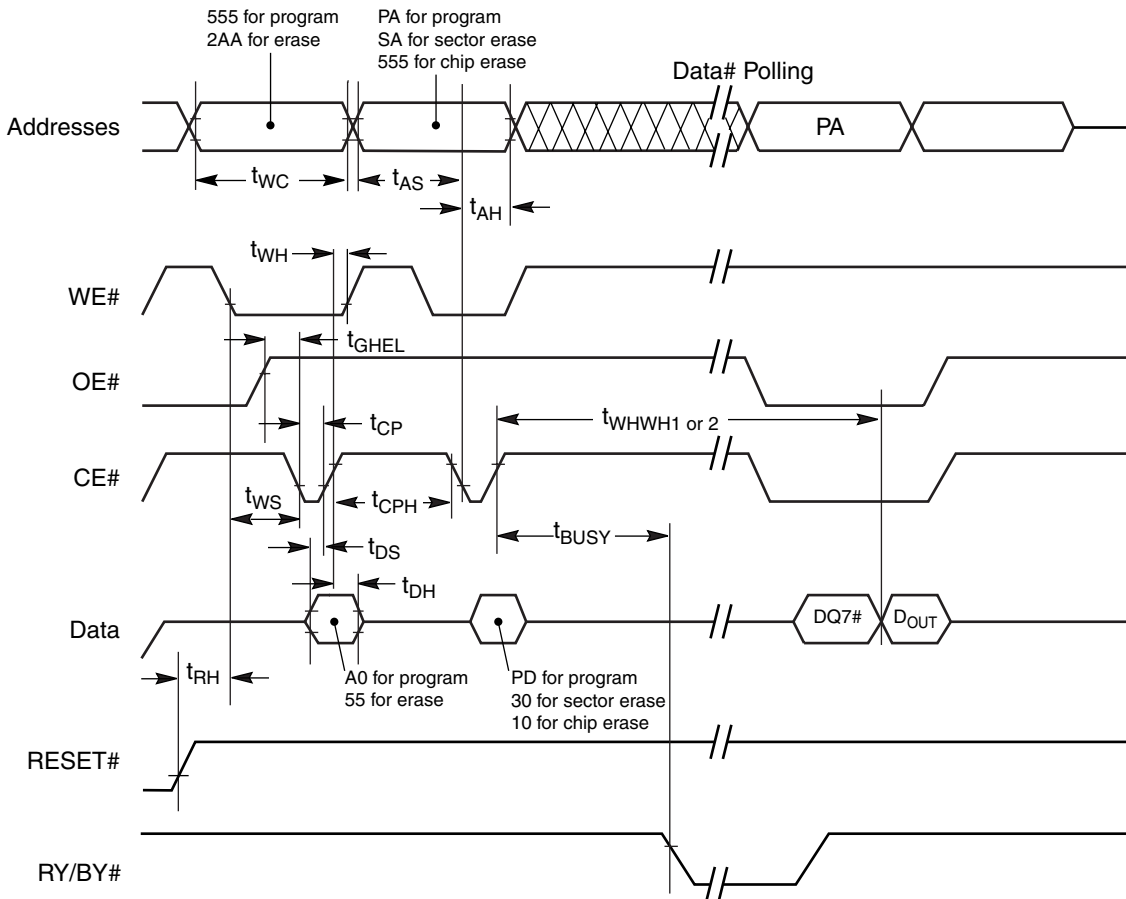 555 for program
2AA for erase
PA for program
SA for sector erase
555 for chip erase
Data# Polling
Addresses
PA
tWC
tAS
tAH
tWH
WE#
tGHEL
OE#
tCP
tWHWH1 or 2
CE#
tWS
tCPH
tBUSY
tDS
tDH
Data
DQ7#
DOUT
tRH
A0 for program
55 for erase
PD for program
30 for sector erase
10 for chip erase
RESET#
RY/BY#